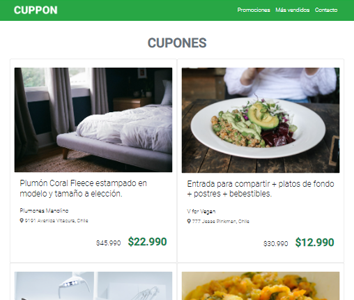 CUPPON
Promociones Más vendidos Contacto
CUPONES
Plumón Coral Fleece estampado en
modelo y tamaño a elección.
Plumones Manolino
9191 Avenida Vitacura, Chile
$45.990 $22.990
Entrada para compartir + platos de fondo
+ postres + bebestibles.
V for Vegan
777 Jesse Pinkman, Chile
$30.990 $12.990